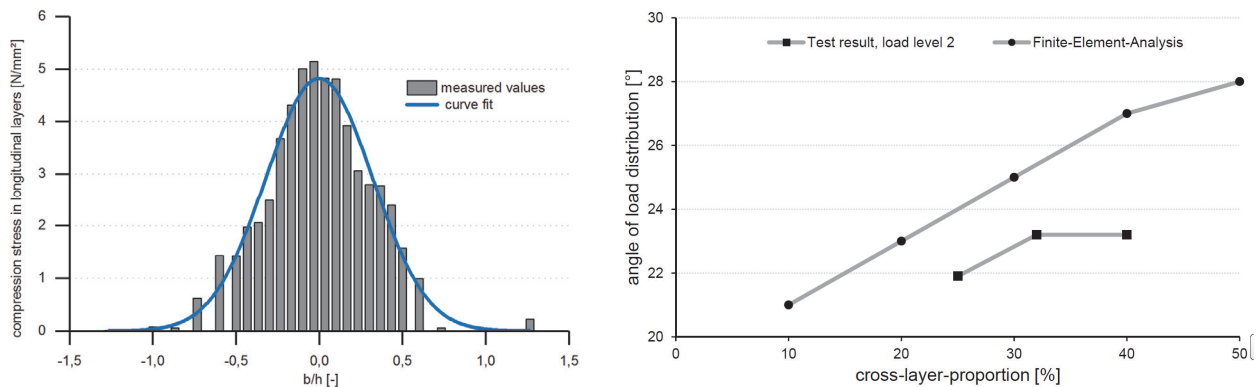 compression stress in longitudinal layers [N/mm²]
6
5
4
3
2
1
0
measured values
curve fit
-1,5 -1,0 -0,5 0,0 0,5 1,0 1,5
b/h [-]
angle of load distribution [°]
30
28
26
24
22
20
Test result, load level 2 Finite-Element-Analysis
0 10 20 30 40 50
cross-layer-proportion [%]